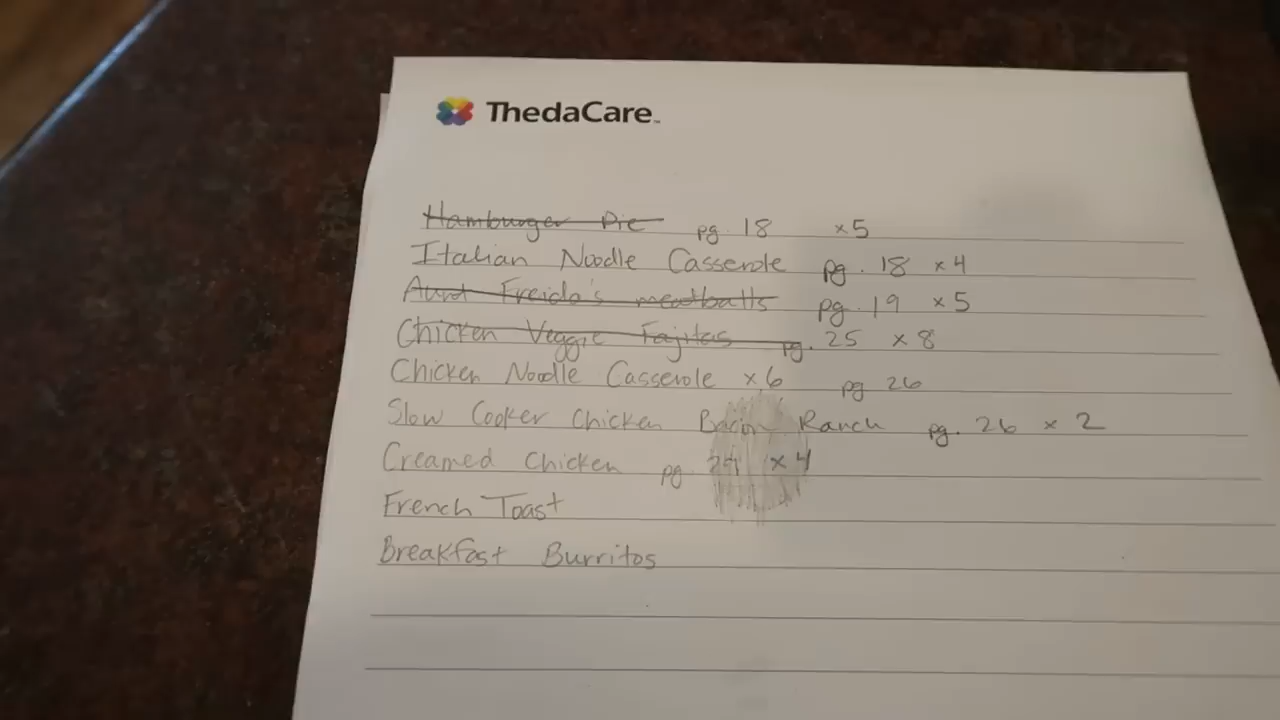 ThedaCare™
Hamburger Pie pg. 18 x5
Italian Noodle Casserole pg. 18 x4
Aunt Freida's meatballs pg. 19 x5
Chicken Veggie Fajitas pg. 25 x8
Chicken Noodle Casserole x6 pg 26
Slow Cooker Chicken Bacon Ranch pg. 26 x 2
Creamed Chicken pg x4
French Toast
Breakfast Burritos